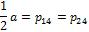 ½ a = p₁₄ = p₂₄